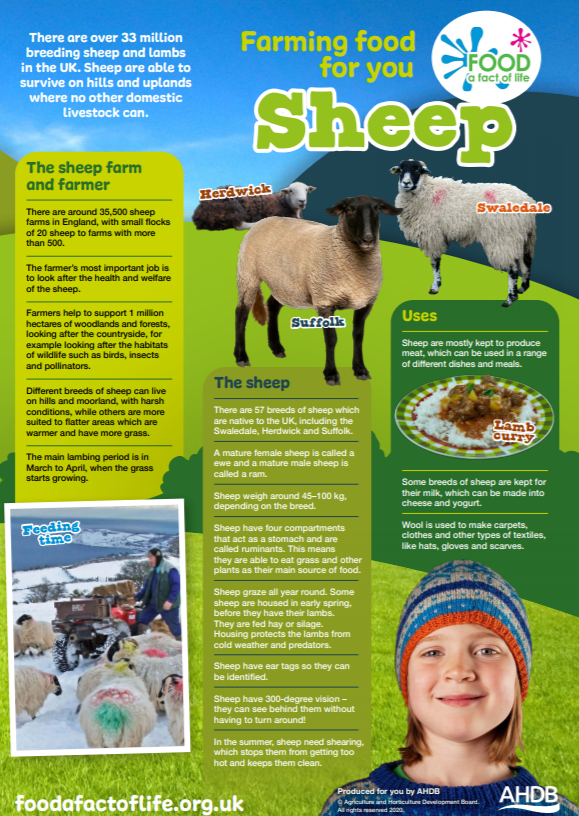 There are over 33 million
breeding sheep and lambs
in the UK. Sheep are able to
survive on hills and uplands
where no other domestic
livestock can.
Farming food
for you
FOOD
a fact of life
Sheep
The sheep farm
and farmer
There are around 35,500 sheep
farms in England, with small flocks
of 20 sheep to farms with more
than 500.
The farmer's most important job is
to look after the health and welfare
of the sheep.
Farmers help to support 1 million
hectares of woodlands and forests,
looking after the countryside, for
example looking after the habitats
of wildlife such as birds, insects
and pollinators.
Different breeds of sheep can live
on hills and moorland, with harsh
conditions, while others are more
suited to flatter areas which are
warmer and have more grass.
The main lambing period is in
March to April, when the grass
starts growing.
Feeding
time
Herdwick
Swaledale
Suffolk
The sheep
There are 57 breeds of sheep which
are native to the UK, including the
Swaledale, Herdwick and Suffolk.
A mature female sheep is called a
ewe and a mature male sheep is
called a ram.
Sheep weigh around 45–100 kg,
depending on the breed.
Sheep have four compartments
that act as a stomach and are
called ruminants. This means
they are able to eat grass and other
plants as their main source of food.
Sheep graze all year round. Some
sheep are housed in early spring,
before they have their lambs.
They are fed hay or silage.
Housing protects the lambs from
cold weather and predators.
Sheep have ear tags so they can
be identified.
Sheep have 300-degree vision –
they can see behind them without
having to turn around!
In the summer, sheep need shearing,
which stops them from getting too
hot and keeps them clean.
Uses
Sheep are mostly kept to produce
meat, which can be used in a range
of different dishes and meals.
Lamb
curry
Some breeds of sheep are kept for
their milk, which can be made into
cheese and yogurt.
Wool is used to make carpets,
clothes and other types of textiles,
like hats, gloves and scarves.
foodafactoflife.org.uk
Produced for you by AHDB
© Agriculture and Horticulture Development Board.
All rights reserved 2020.
AHDB